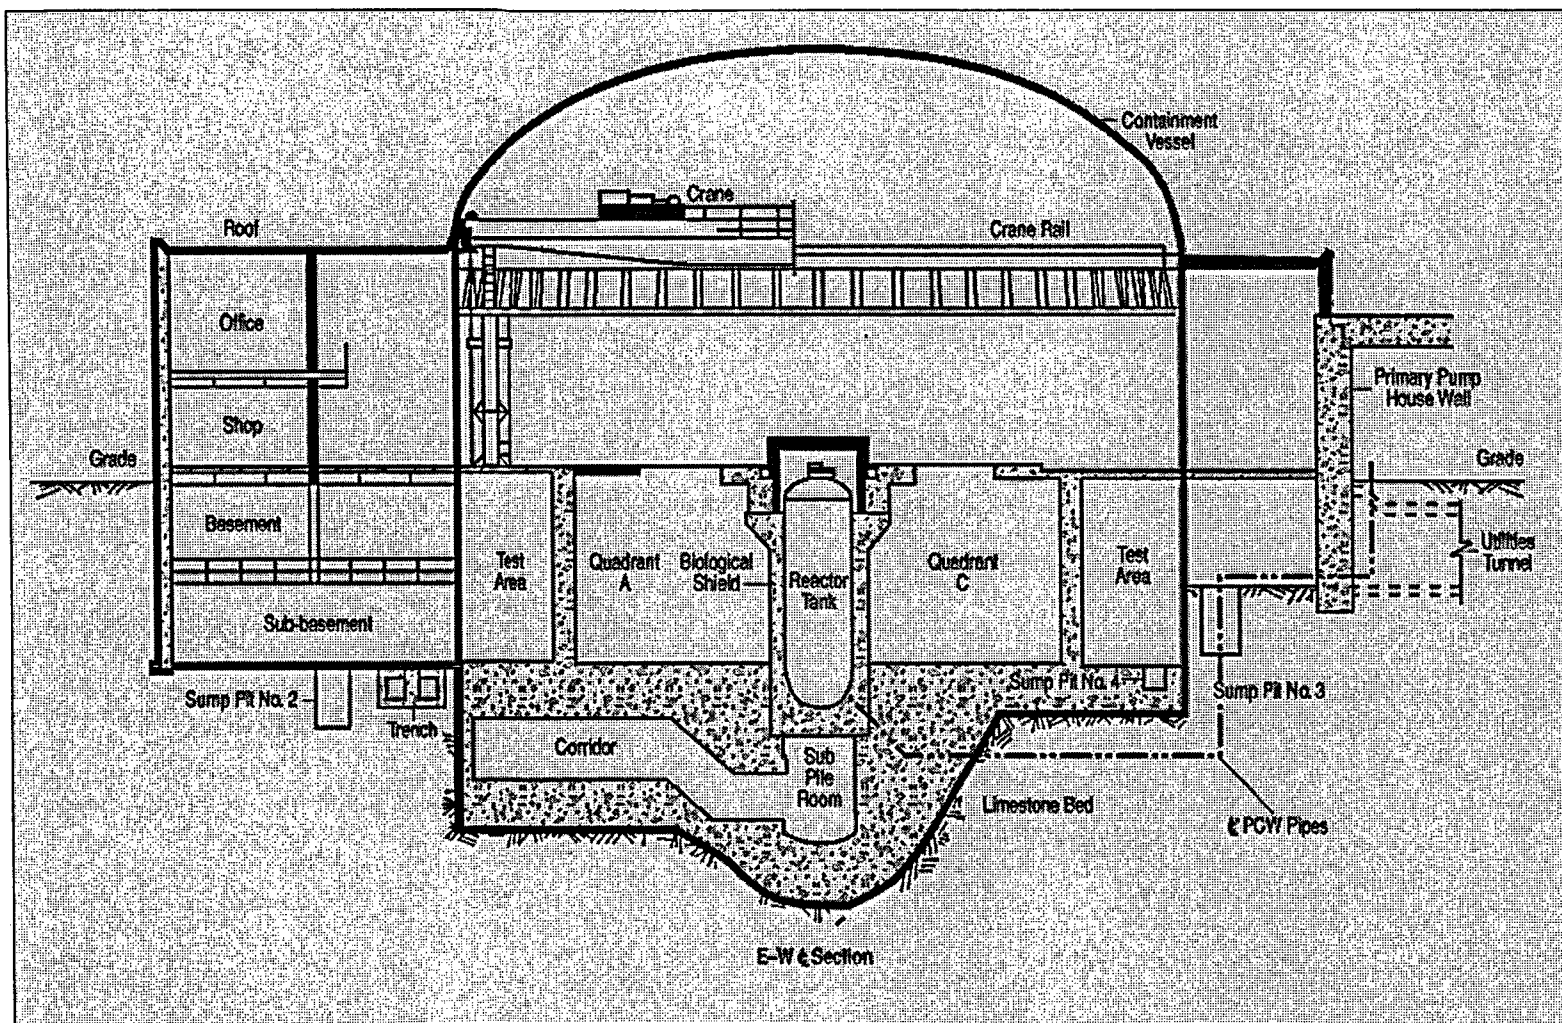 Containment
Vessel
Crane
Roof
Crane Rail
Office
Primary Pump
House Wall
Shop
Grade
Grade
Basement
Test
Area
Quadrant
A
Biological
Shield
Reactor
Tank
Quadrant
C
Test
Area
Utilities
Tunnel
Sub-basement
Sump Pit No. 2
Trench
Sump Pit No. 4
Sump Pit No. 3
Corridor
Sub
Pile
Room
Limestone Bed
℄ PCW Pipes
E-W ℄ Section